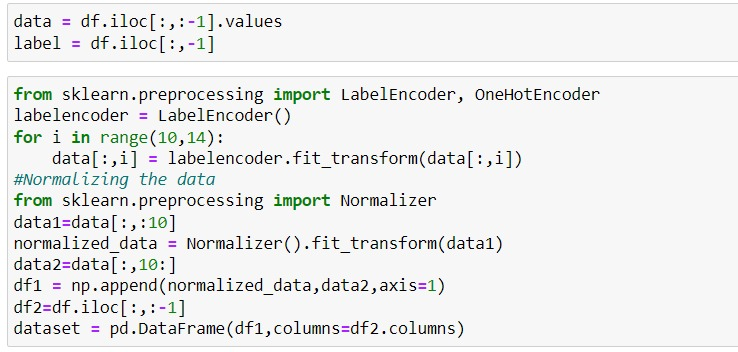 data = df.iloc[:,:-1].values
label = df.iloc[:,-1]
from sklearn.preprocessing import LabelEncoder, OneHotEncoder
labelencoder = LabelEncoder()
for i in range(10,14):
    data[:,i] = labelencoder.fit_transform(data[:,i])
#Normalizing the data
from sklearn.preprocessing import Normalizer
data1=data[:,:10]
normalized_data = Normalizer().fit_transform(data1)
data2=data[:,10:]
df1 = np.append(normalized_data,data2,axis=1)
df2=df.iloc[:,:-1]
dataset = pd.DataFrame(df1,columns=df2.columns)